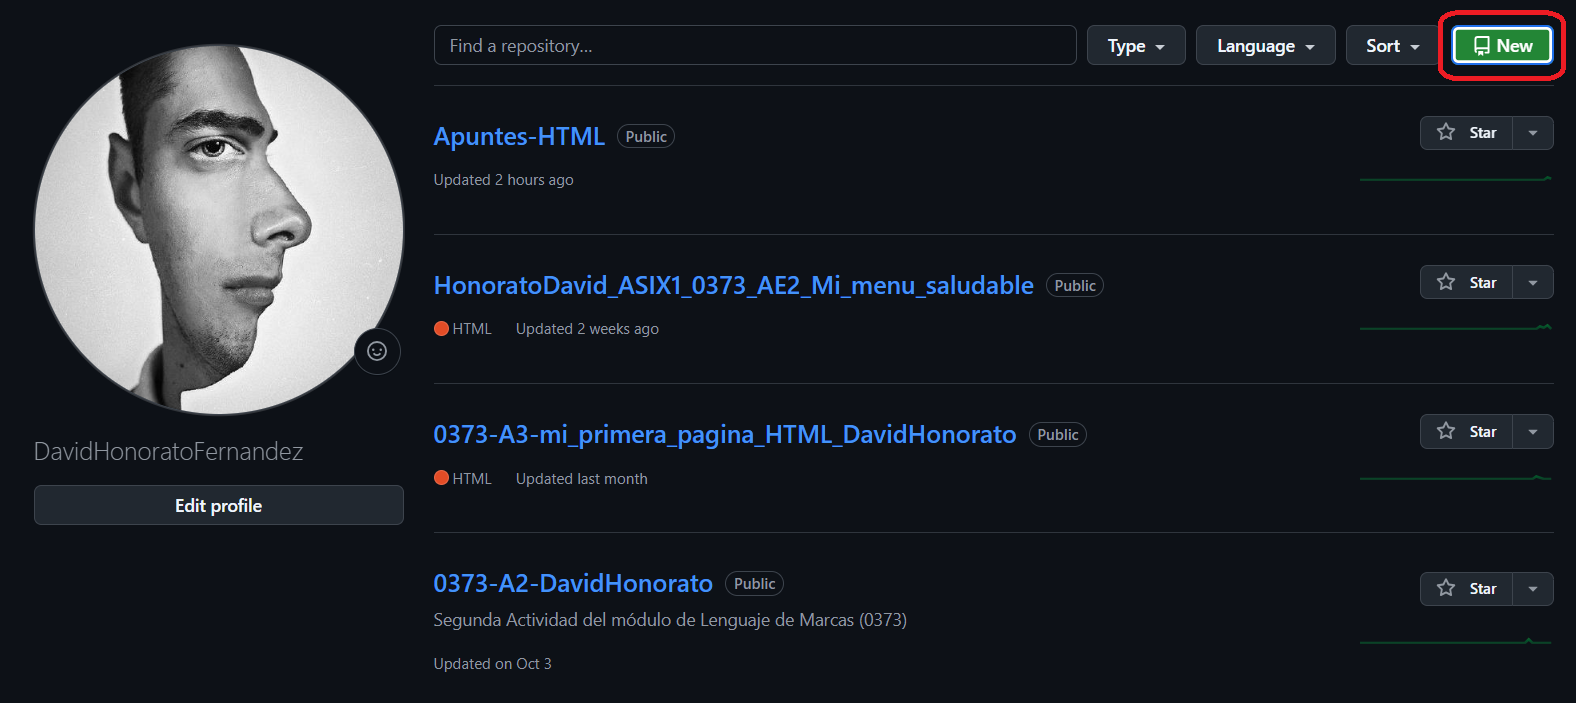 Find a repository...
Type
Language
Sort
New
Apuntes-HTML Public
Star
Updated 2 hours ago
HonoratoDavid_ASIX1_0373_AE2_Mi_menu_saludable Public
Star
HTML Updated 2 weeks ago
0373-A3-mi_primera_pagina_HTML_DavidHonorato Public
Star
HTML Updated last month
0373-A2-DavidHonorato Public
Star
Segunda Actividad del módulo de Lenguaje de Marcas (0373)
Updated on Oct 3
DavidHonoratoFernandez
Edit profile